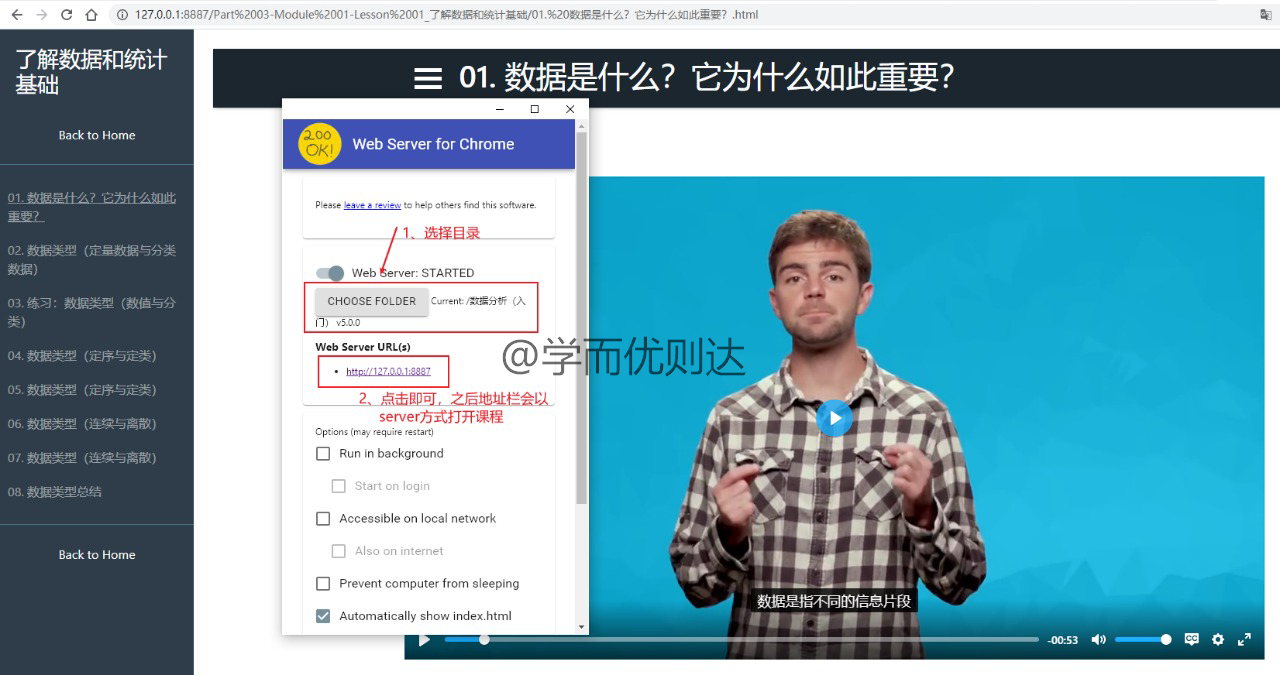 127.0.0.1:8887/Part%2003-Module%2001-Lesson%2001_了解数据和统计基础/01.%20数据是什么？它为什么如此重要？.html
了解数据和统计
基础
Back to Home
01. 数据是什么？它为什么如此
重要？
02. 数据类型（定量数据与分类
数据）
03. 练习：数据类型（数值与分
类）
04. 数据类型（定序与定类）
05. 数据类型（定序与定类）
06. 数据类型（连续与离散）
07. 数据类型（连续与离散）
08. 数据类型总结
Back to Home
01. 数据是什么？它为什么如此重要？
200
OK!
Web Server for Chrome
Please leave a review to help others find this software.
1、选择目录
Web Server: STARTED
CHOOSE FOLDER Current: /数据分析（入
门） v5.0.0
Web Server URL(s)
http://127.0.0.1:8887
2、点击即可，之后地址栏会以
server方式打开课程
Options (may require restart)
Run in background
Start on login
Accessible on local network
Also on internet
Prevent computer from sleeping
Automatically show index.html
@学而优则达
数据是指不同的信息片段
-00:53
CC